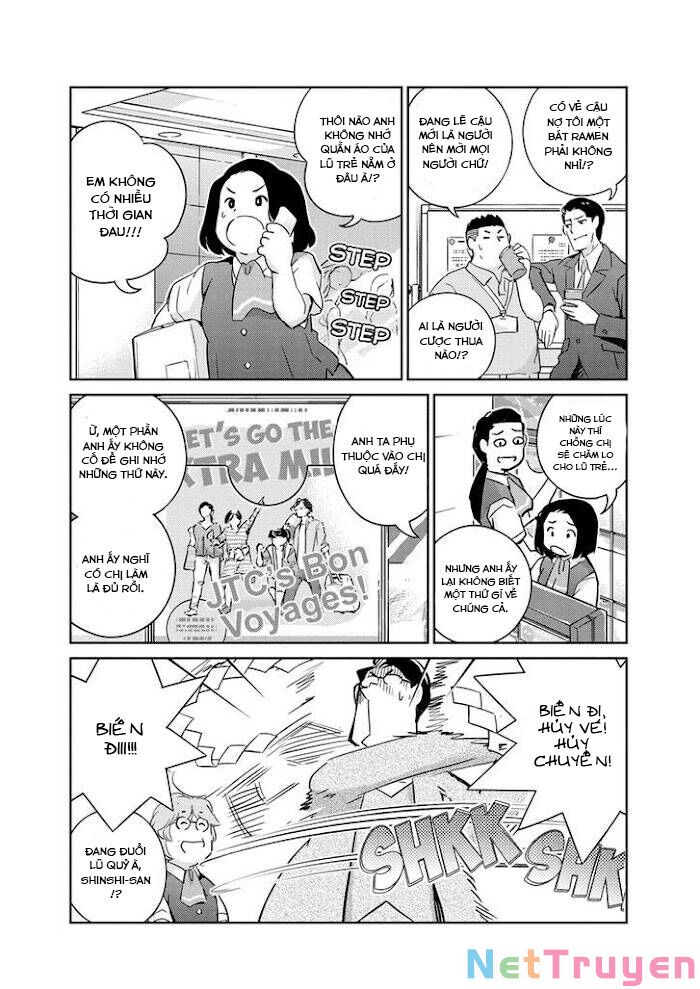 CÓ VẺ CẬU
NỢ TÔI MỘT
BÁT RAMEN
PHẢI KHÔNG
NHỈ!?
ĐÁNG LẼ CẬU
MỚI LÀ NGƯỜI
NÊN MỜI MỌI
NGƯỜI CHỨ!
AI LÀ NGƯỜI
CƯỢC THUA
NÀO!?
THÔI NÀO ANH
KHÔNG NHỚ
QUẦN ÁO CỦA
LŨ TRẺ NẰM Ở
ĐÂU À!?
EM KHÔNG
CÓ NHIỀU
THỜI GIAN
ĐAU!!!
STEP
STEP
STEP
NHỮNG LÚC
NÀY THÌ
CHỒNG CHỊ
SẼ CHĂM LO
CHO LŨ TRẺ...
NHƯNG ANH ẤY
LẠI KHÔNG BIẾT
MỘT THỨ GÌ VỀ
CHÚNG CẢ.
ANH TA PHỤ
THUỘC VÀO CHỊ
QUÁ ĐẤY!
Ừ, MỘT PHẦN
ANH ẤY KHÔNG
CỐ ĐỂ GHI NHỚ
NHỮNG THỨ NÀY.
ANH ẤY NGHĨ
CÓ CHỊ LÀM
LÀ ĐỦ RỒI.
LET'S GO THE
EXTRA MIL
JTC's Bon
Voyages!
BIẾN ĐI,
HỦY VÉ!
HỦY
CHUYẾN!
BIẾN
ĐIII!!!
SHKK
SHK
ĐANG ĐUỔI
LŨ QUỶ À,
SHINSHI-SAN
!?
NetTruyen